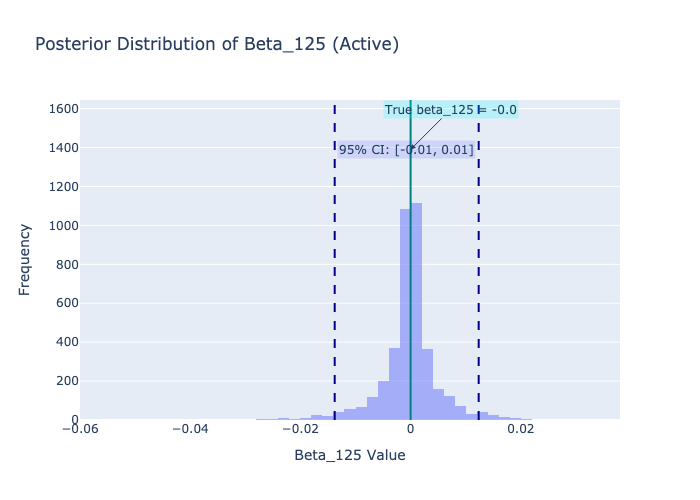 Posterior Distribution of Beta_125 (Active)
True beta_125 = -0.0
95% CI: [-0.01, 0.01]
1600
1400
1200
1000
800
600
400
200
0
Frequency
−0.06
−0.04
−0.02
0
0.02
Beta_125 Value